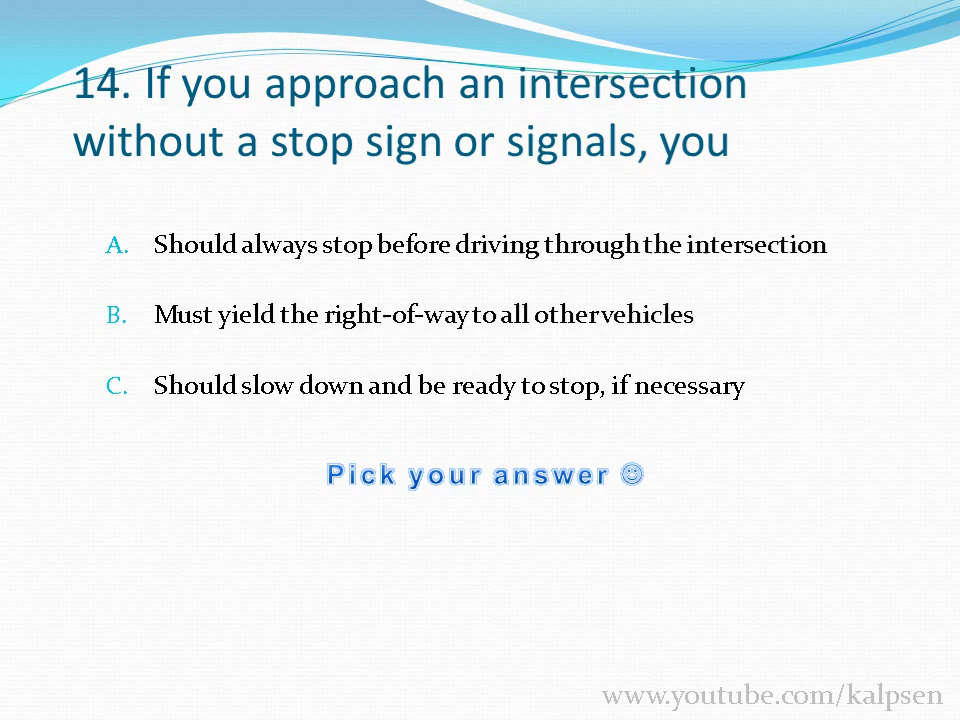 14. If you approach an intersection
without a stop sign or signals, you
A. Should always stop before driving through the intersection
B. Must yield the right-of-way to all other vehicles
C. Should slow down and be ready to stop, if necessary
Pick your answer ☺
www.youtube.com/kalpsen